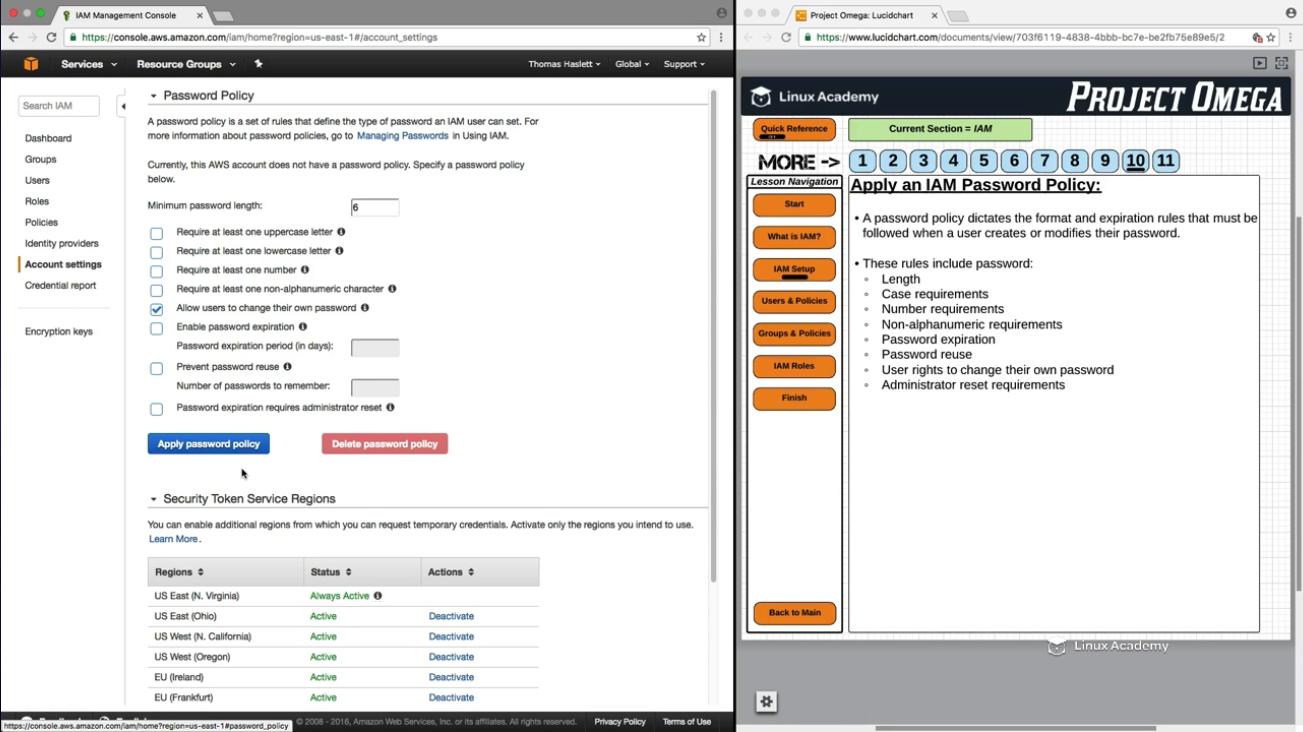 IAM Management Console
https://console.aws.amazon.com/iam/home?region=us-east-1#/account_settings
Services
Resource Groups
Thomas Haslett
Global
Support
Search IAM
Dashboard
Groups
Users
Roles
Policies
Identity providers
Account settings
Credential report
Encryption keys
Password Policy
A password policy is a set of rules that define the type of password an IAM user can set. For
more information about password policies, go to Managing Passwords in Using IAM.
Currently, this AWS account does not have a password policy. Specify a password policy
below.
Minimum password length: 6
Require at least one uppercase letter
Require at least one lowercase letter
Require at least one number
Require at least one non-alphanumeric character
Allow users to change their own password
Enable password expiration
Password expiration period (in days):
Prevent password reuse
Number of passwords to remember:
Password expiration requires administrator reset
Apply password policy
Delete password policy
Security Token Service Regions
You can enable additional regions from which you can request temporary credentials. Activate only the regions you intend to use.
Learn More.
Regions Status Actions
US East (N. Virginia) Always Active
US East (Ohio) Active Deactivate
US West (N. California) Active Deactivate
US West (Oregon) Active Deactivate
EU (Ireland) Active Deactivate
EU (Frankfurt) Active Deactivate
https://console.aws.amazon.com/iam/home?region=us-east-1#password_policy
© 2008 - 2016, Amazon Web Services, Inc. or its affiliates. All rights reserved.
Privacy Policy
Terms of Use
Project Omega: Lucidchart
https://www.lucidchart.com/documents/view/703f6119-4838-4bbb-bc7e-be2fb75e89e5/2
Linux Academy
PROJECT OMEGA
Quick Reference
Current Section = IAM
MORE -> 1 2 3 4 5 6 7 8 9 10 11
Lesson Navigation
Start
What is IAM?
IAM Setup
Users & Policies
Groups & Policies
IAM Roles
Finish
Back to Main
Apply an IAM Password Policy:
• A password policy dictates the format and expiration rules that must be
followed when a user creates or modifies their password.
• These rules include password:
◦ Length
◦ Case requirements
◦ Number requirements
◦ Non-alphanumeric requirements
◦ Password expiration
◦ Password reuse
◦ User rights to change their own password
◦ Administrator reset requirements
Linux Academy